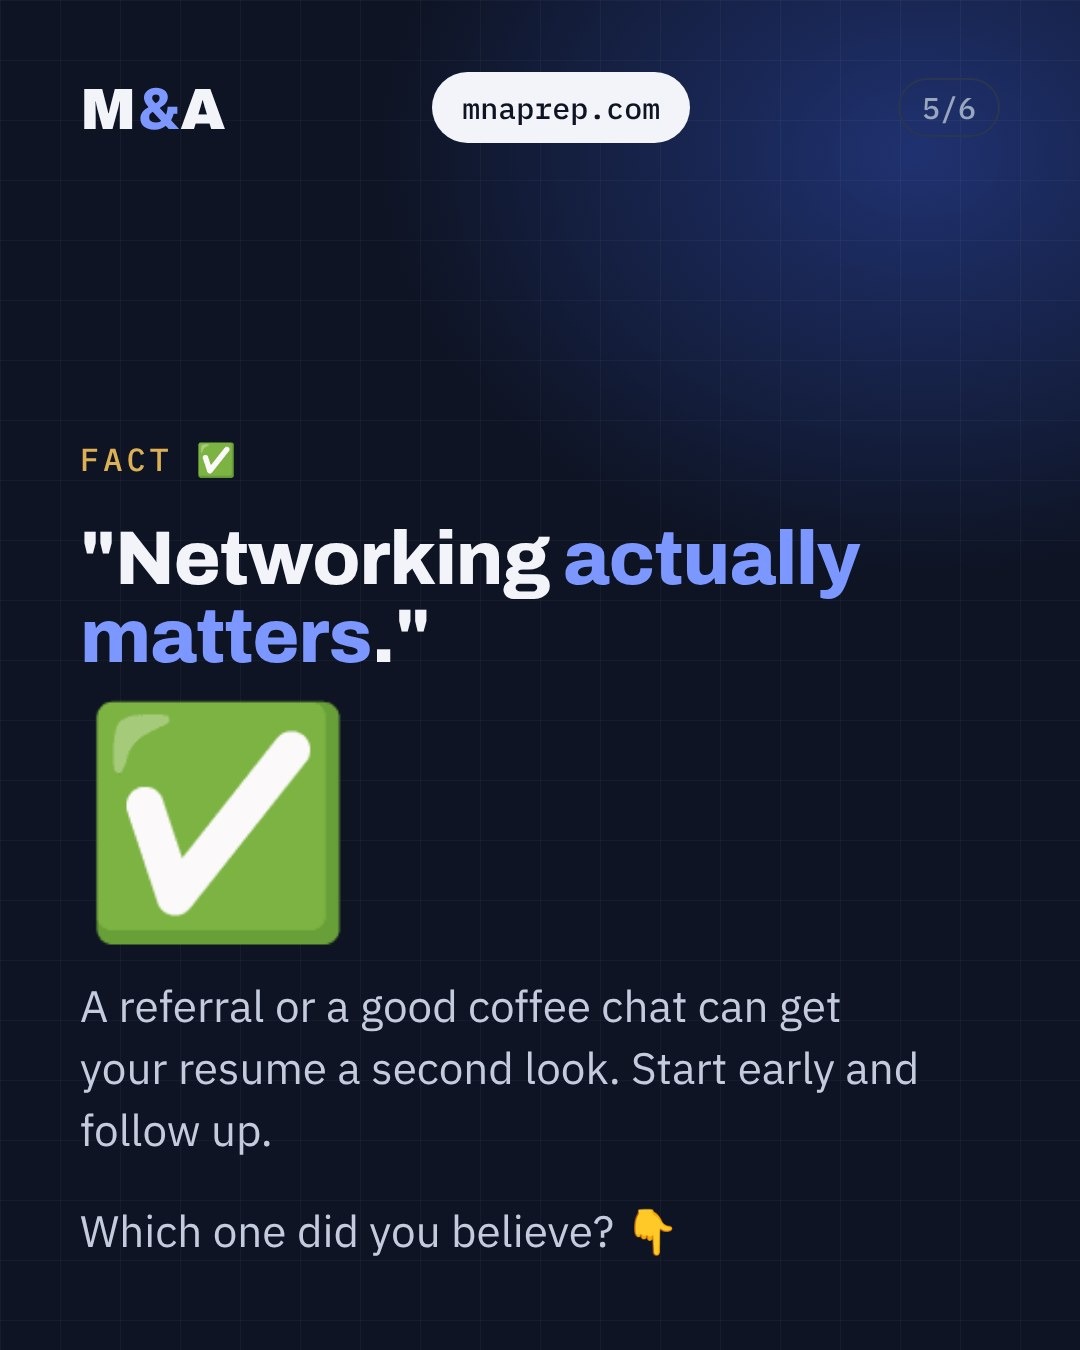 M&A
mnaprep.com
5/6
FACT ✅
"Networking actually
matters."
✅
A referral or a good coffee chat can get
your resume a second look. Start early and
follow up.
Which one did you believe? 👇